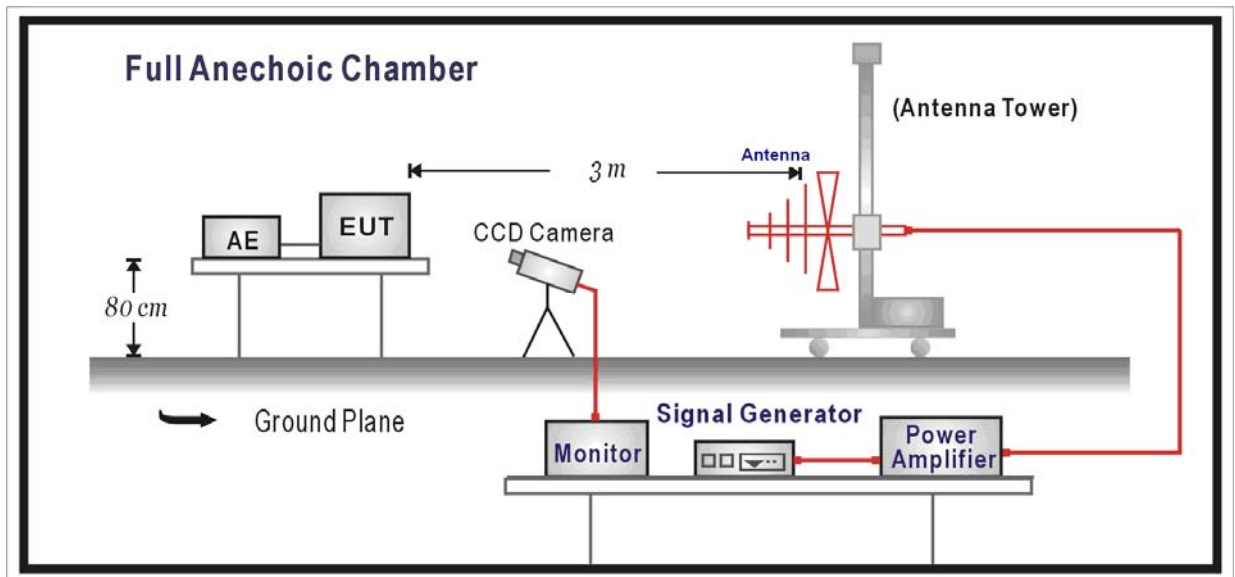 Full Anechoic Chamber
(Antenna Tower)
Antenna
3 m
AE
EUT
CCD Camera
80 cm
Ground Plane
Signal Generator
Monitor
Power
Amplifier